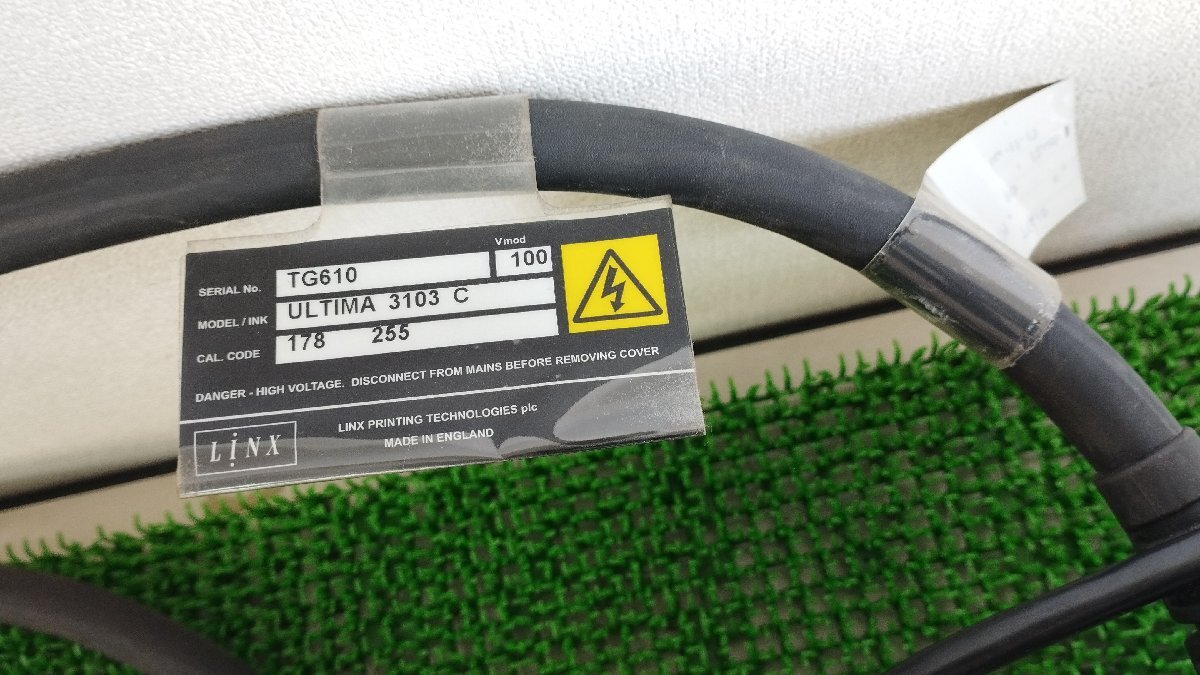 Vmod
SERIAL No. TG610 100
MODEL / INK ULTIMA 3103 C
CAL. CODE 178 255
DANGER - HIGH VOLTAGE. DISCONNECT FROM MAINS BEFORE REMOVING COVER
LINX PRINTING TECHNOLOGIES plc
MADE IN ENGLAND
LiNX